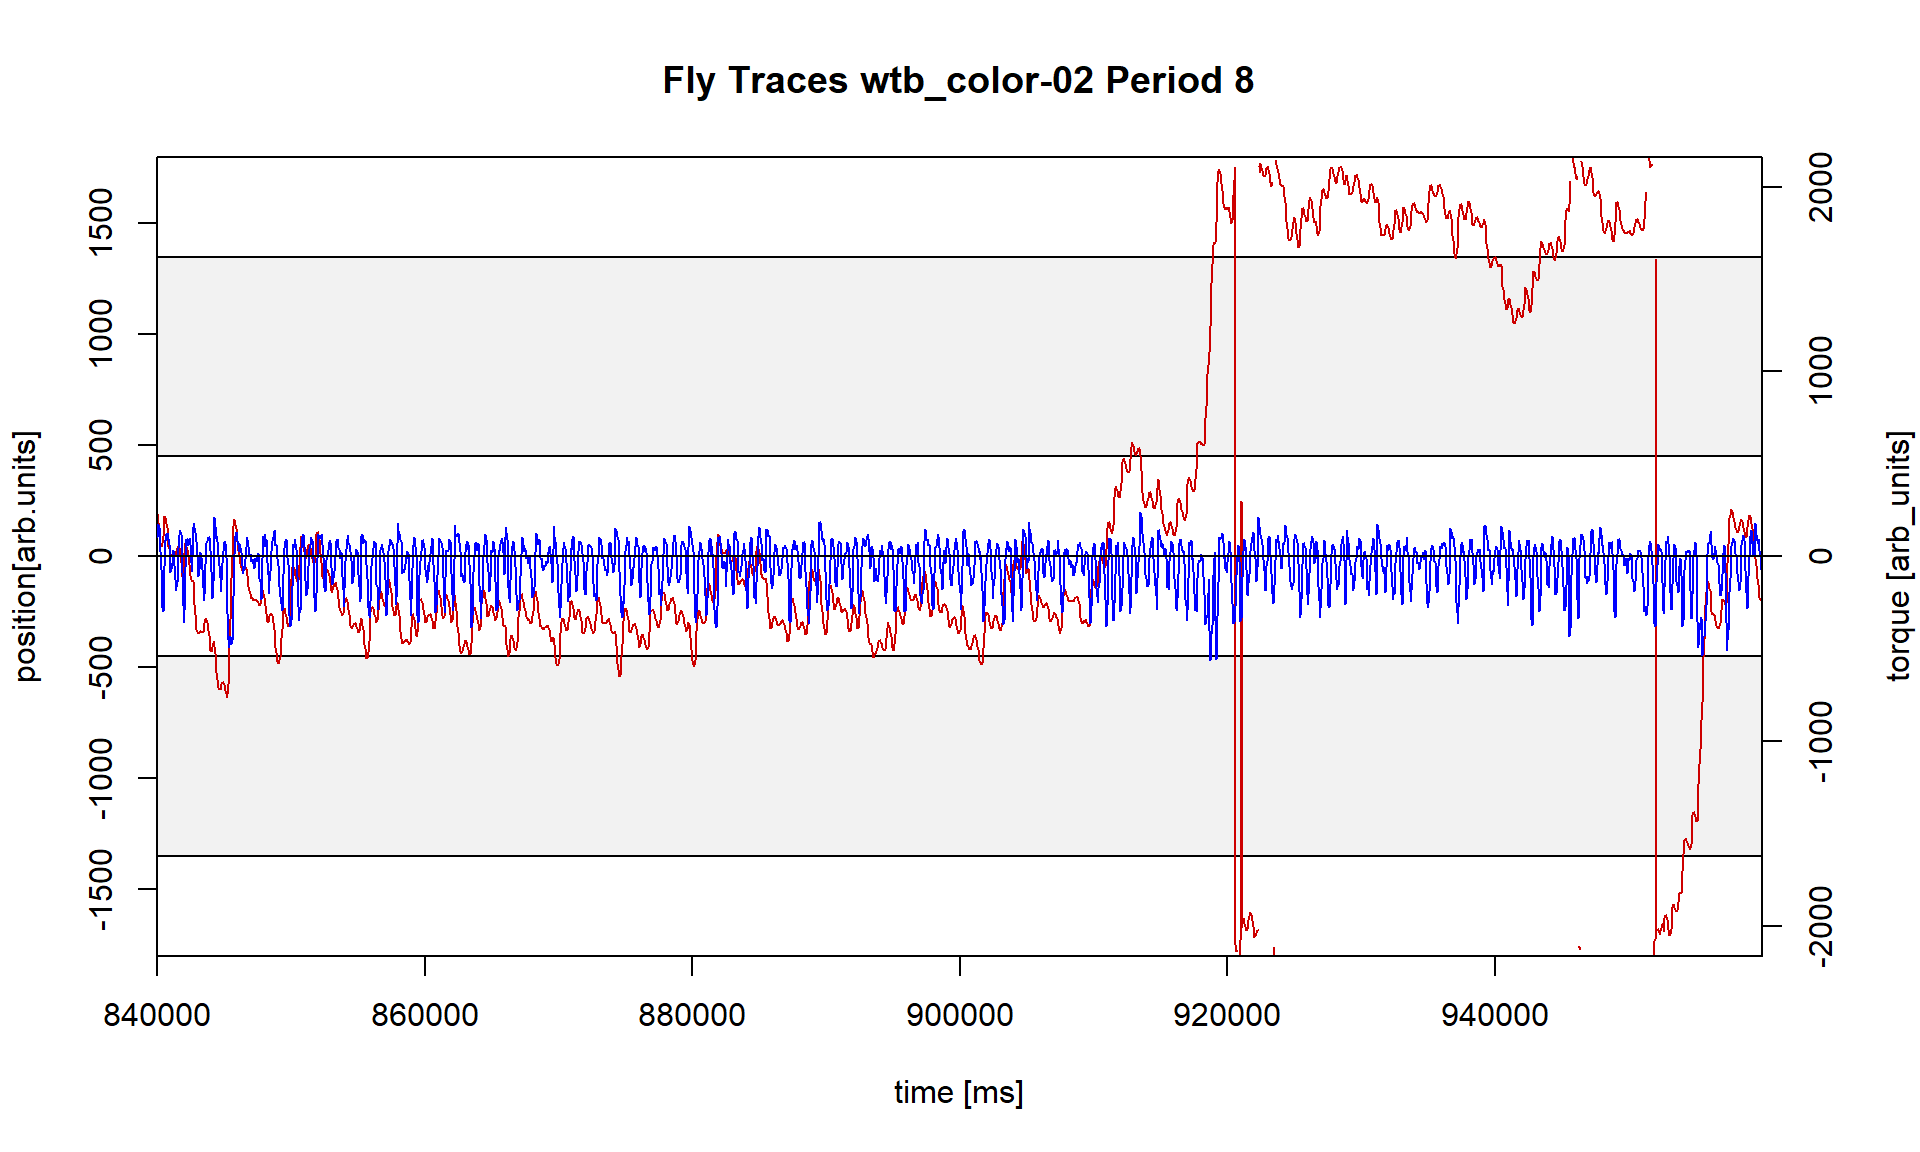 Fly Traces wtb_color-02 Period 8
position[arb.units]
1500
1000
500
0
-500
-1000
-1500
2000
1000
0
-1000
-2000
torque [arb_units]
840000 860000 880000 900000 920000 940000
time [ms]